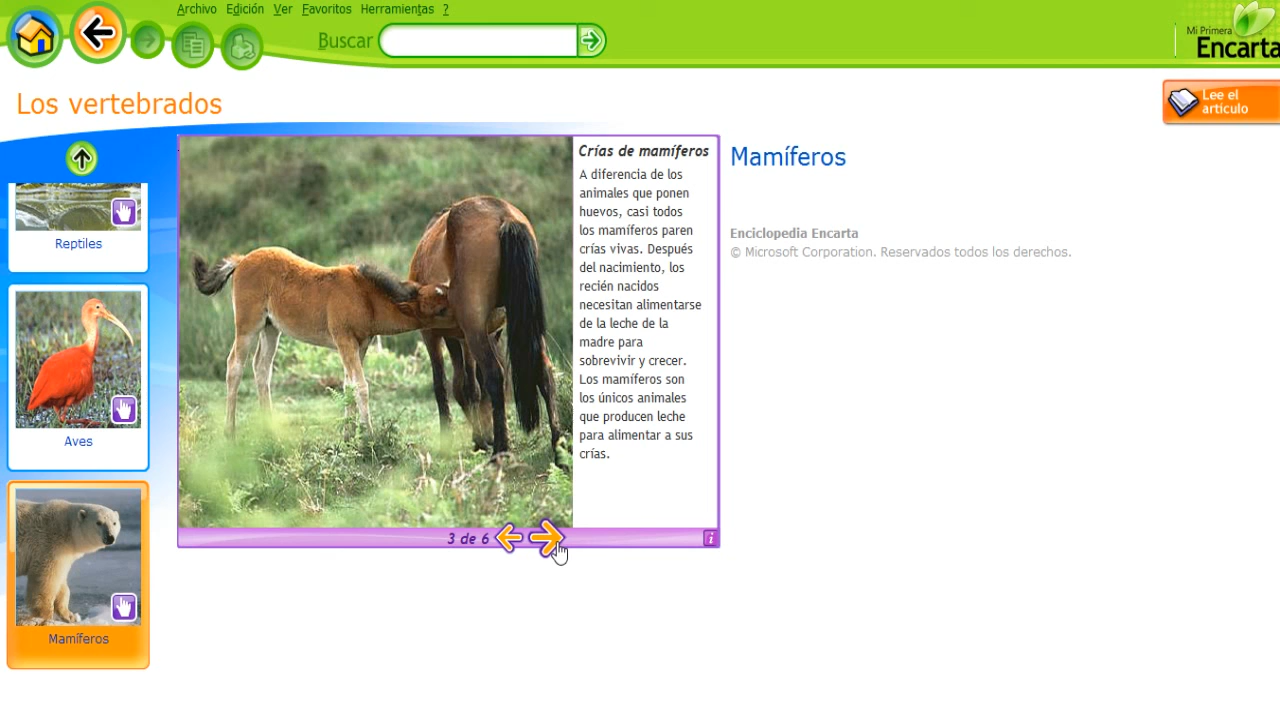 Archivo Edición Ver Favoritos Herramientas ?
Buscar
Mi Primera
Encarta
Los vertebrados
Lee el
artículo
Reptiles
Aves
Mamíferos
Crías de mamíferos
A diferencia de los
animales que ponen
huevos, casi todos
los mamíferos paren
crías vivas. Después
del nacimiento, los
recién nacidos
necesitan alimentarse
de la leche de la
madre para
sobrevivir y crecer.
Los mamíferos son
los únicos animales
que producen leche
para alimentar a sus
crías.
3 de 6
i
Mamíferos
Enciclopedia Encarta
© Microsoft Corporation. Reservados todos los derechos.